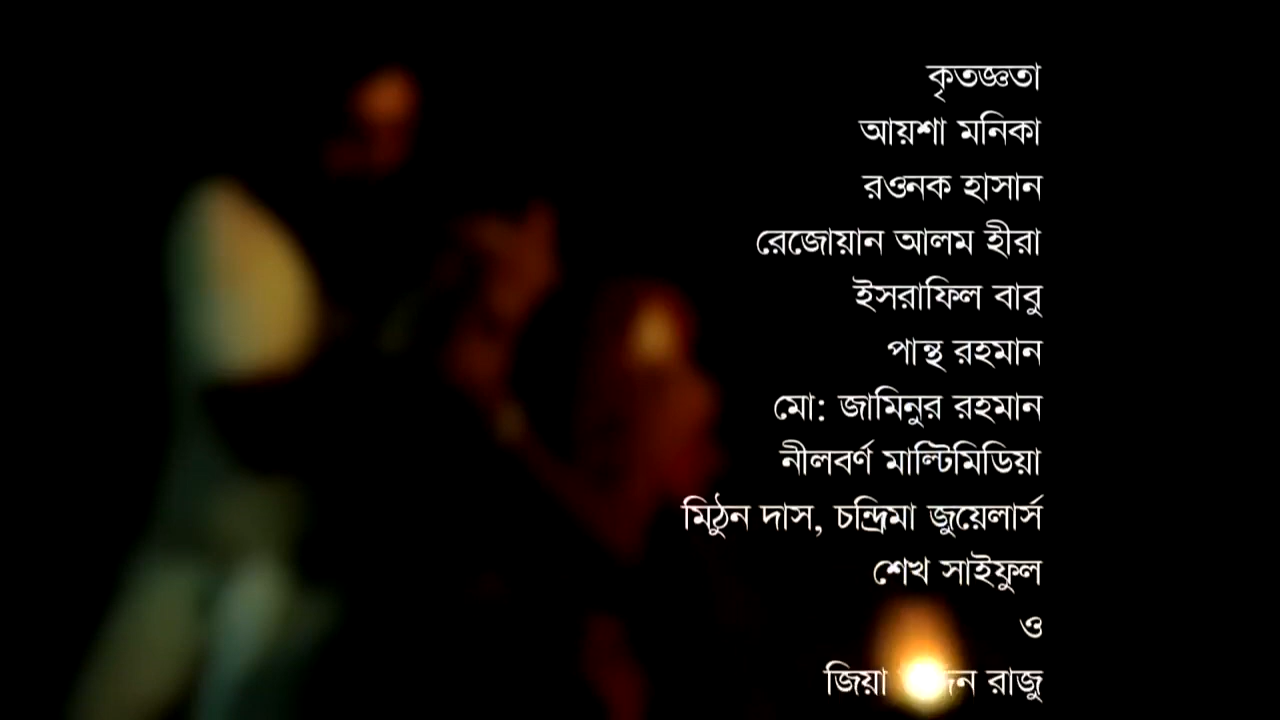 কৃতজ্ঞতা
আয়শা মনিকা
রওনক হাসান
রেজোয়ান আলম হীরা
ইসরাফিল বাবু
পান্থ রহমান
মো: জামিনুর রহমান
নীলবর্ণ মাল্টিমিডিয়া
মিঠুন দাস, চন্দ্রিমা জুয়েলার্স
শেখ সাইফুল
ও
জিয়া রাজু